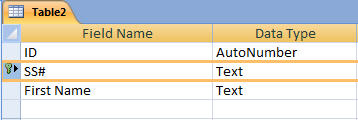 Table2
Field Name Data Type
ID AutoNumber
SS# Text
First Name Text